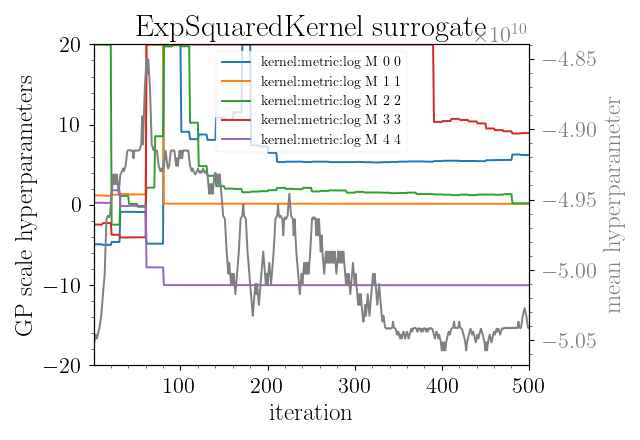 ExpSquaredKernel surrogate
×10¹⁰
kernel:metric:log M 0 0
kernel:metric:log M 1 1
kernel:metric:log M 2 2
kernel:metric:log M 3 3
kernel:metric:log M 4 4
GP scale hyperparameters
20
10
0
−10
−20
−4.85
−4.90
−4.95
−5.00
−5.05
mean hyperparameter
100 200 300 400 500
iteration